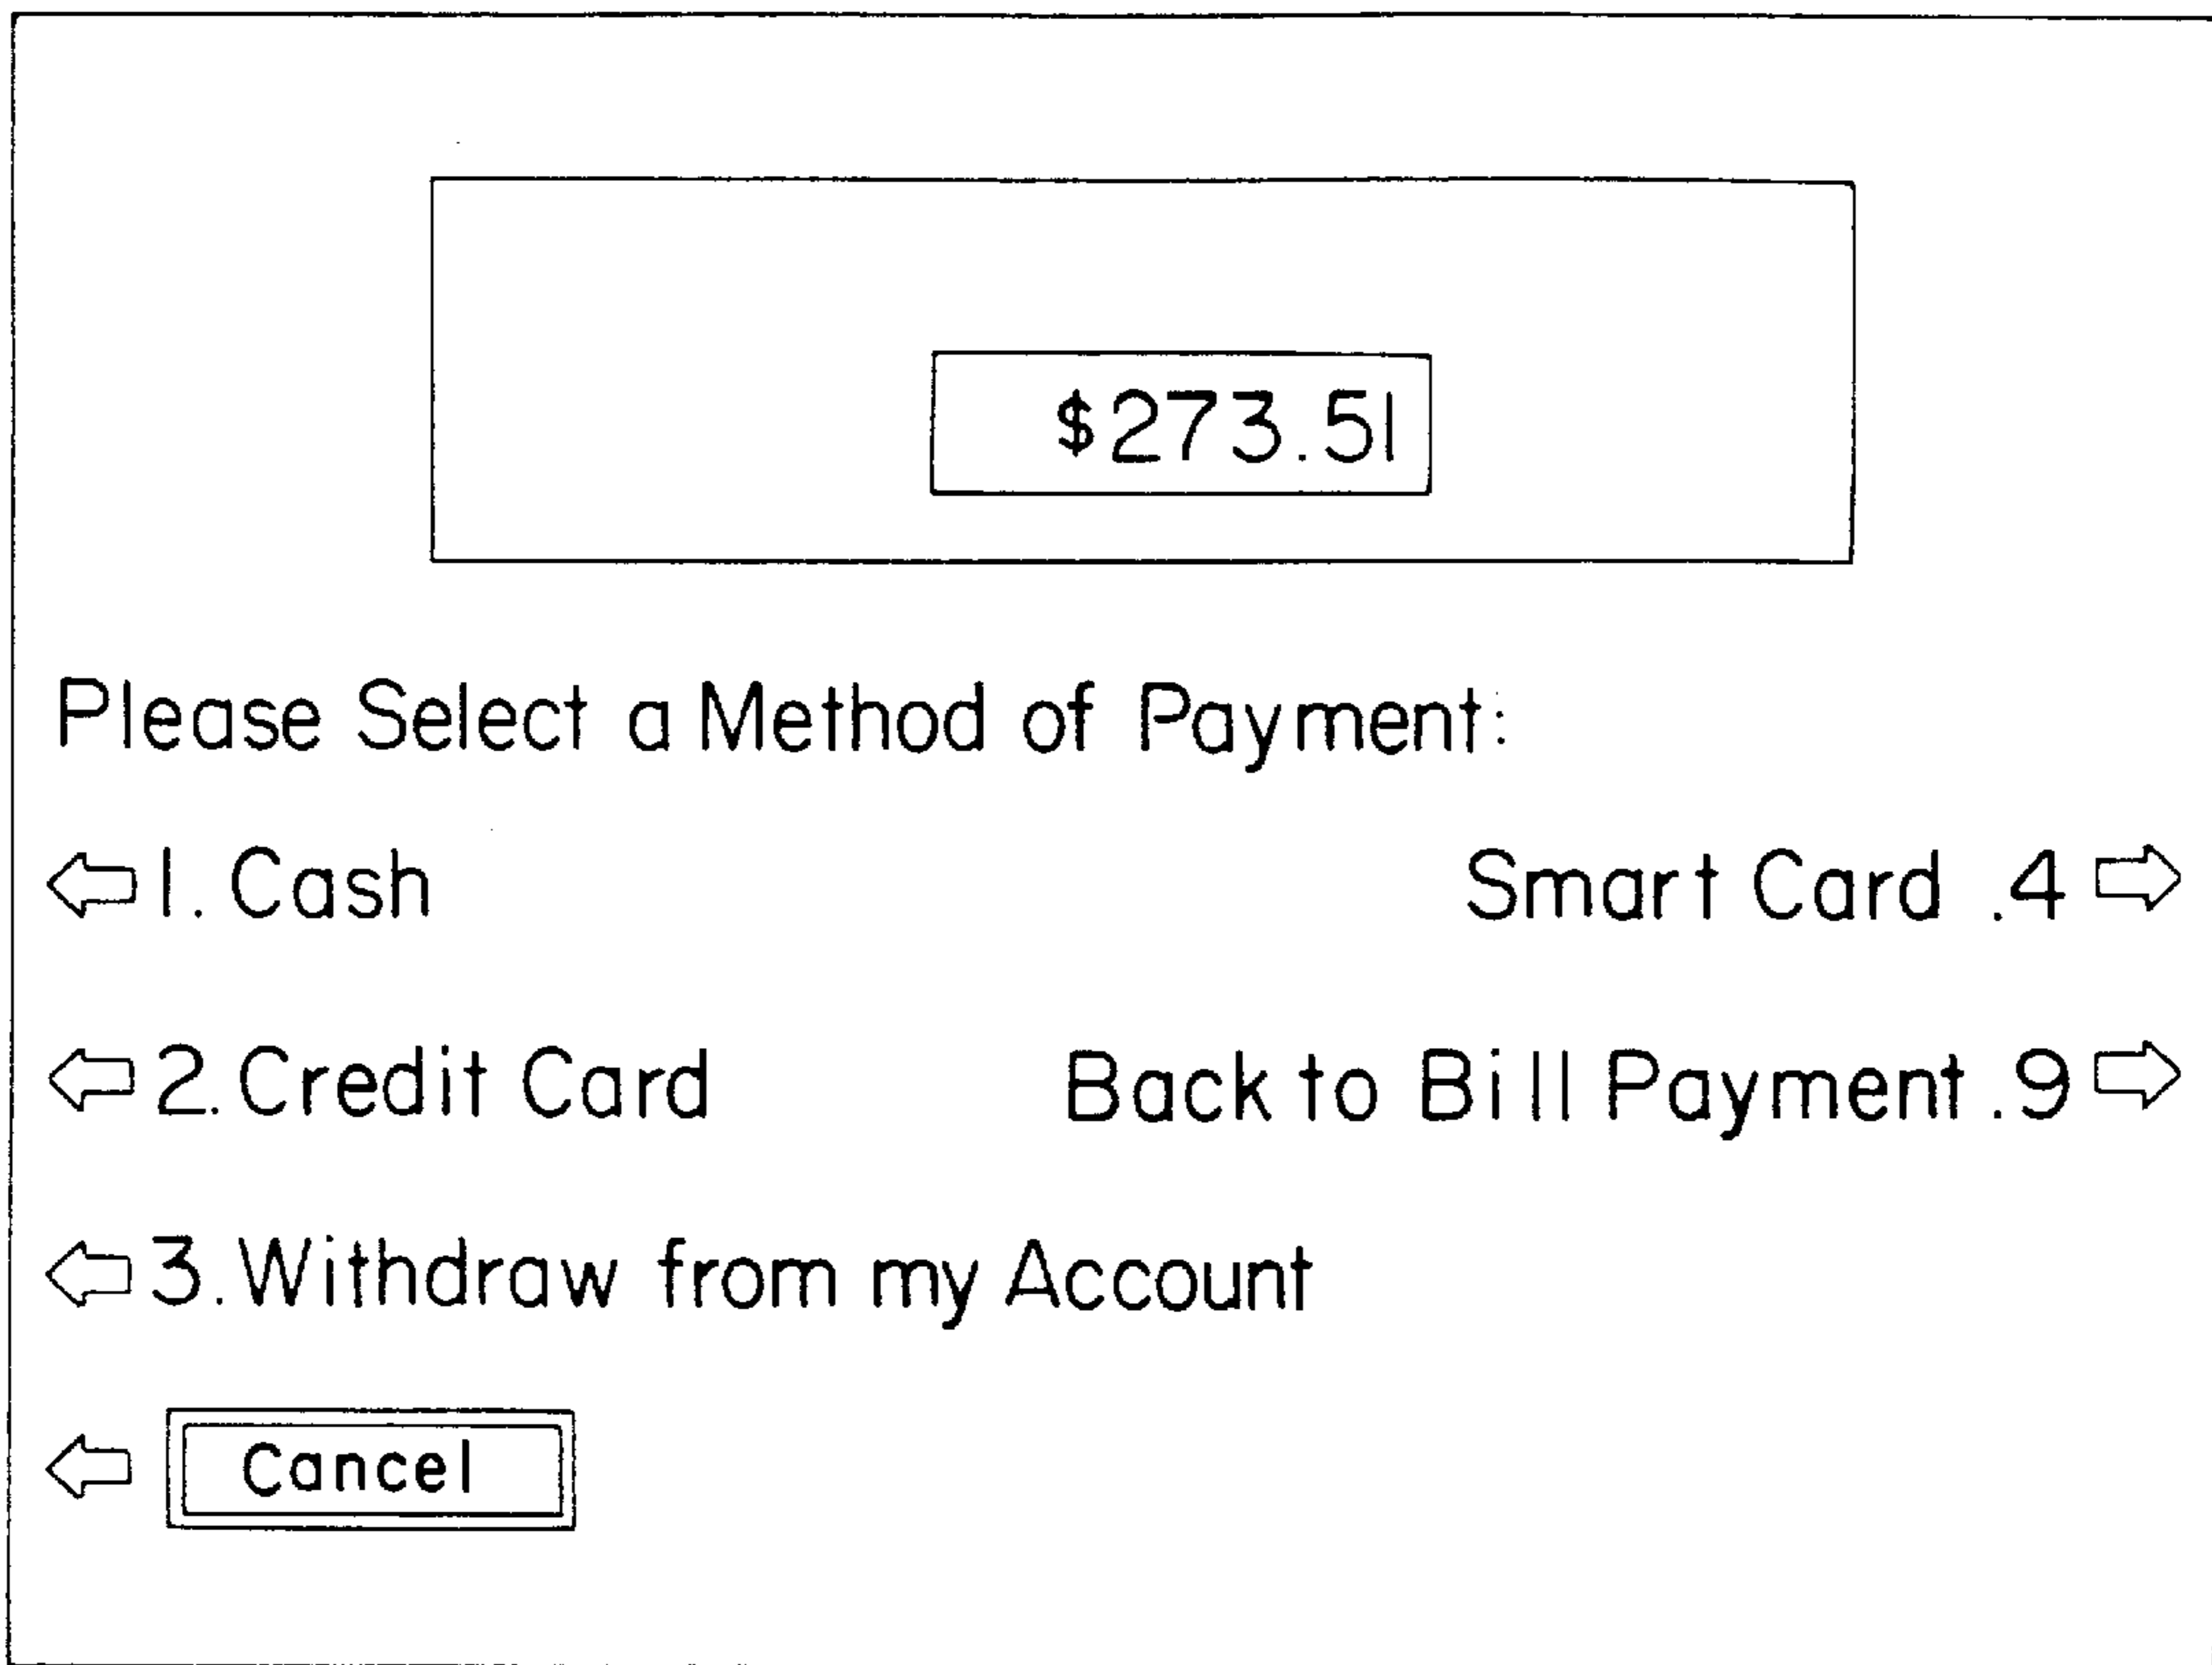 $273.51
Please Select a Method of Payment:
1. Cash
Smart Card .4
2. Credit Card
Back to Bill Payment .9
3. Withdraw from my Account
Cancel